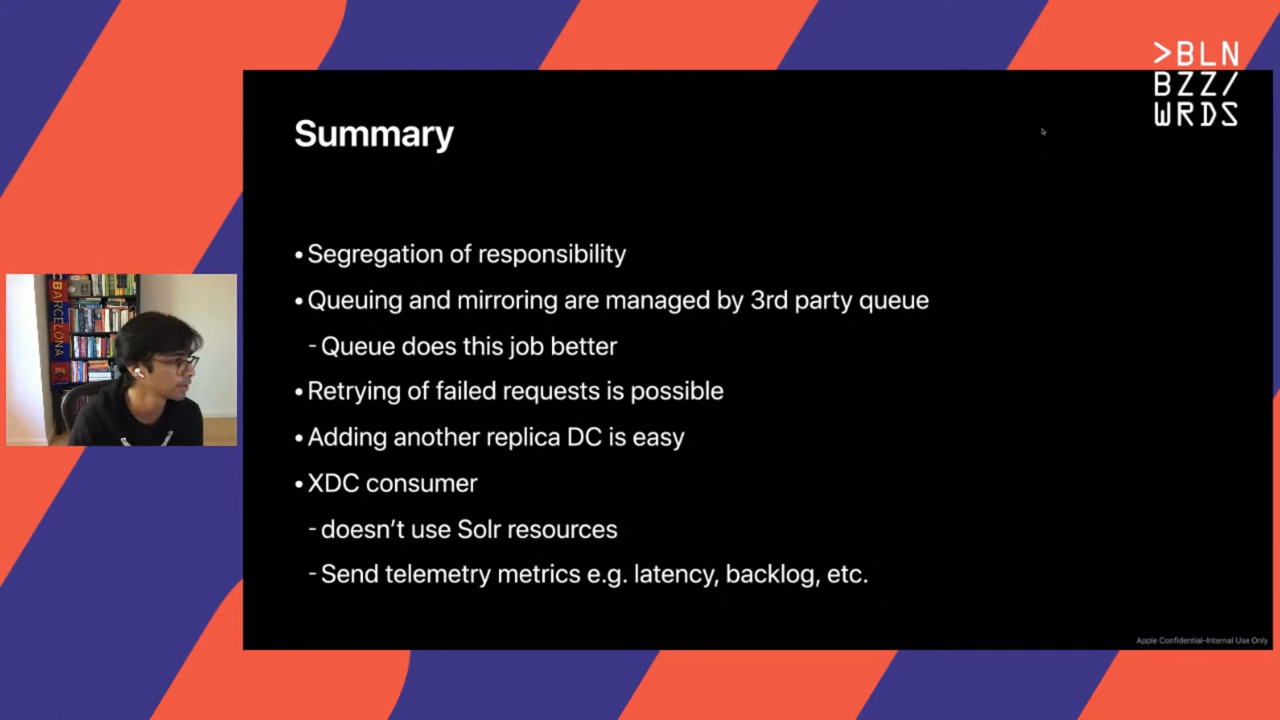 >BLN
BZZ/
WRDS
Summary
• Segregation of responsibility
• Queuing and mirroring are managed by 3rd party queue
- Queue does this job better
• Retrying of failed requests is possible
• Adding another replica DC is easy
• XDC consumer
- doesn't use Solr resources
- Send telemetry metrics e.g. latency, backlog, etc.
Apple Confidential–Internal Use Only
CBARCELONA